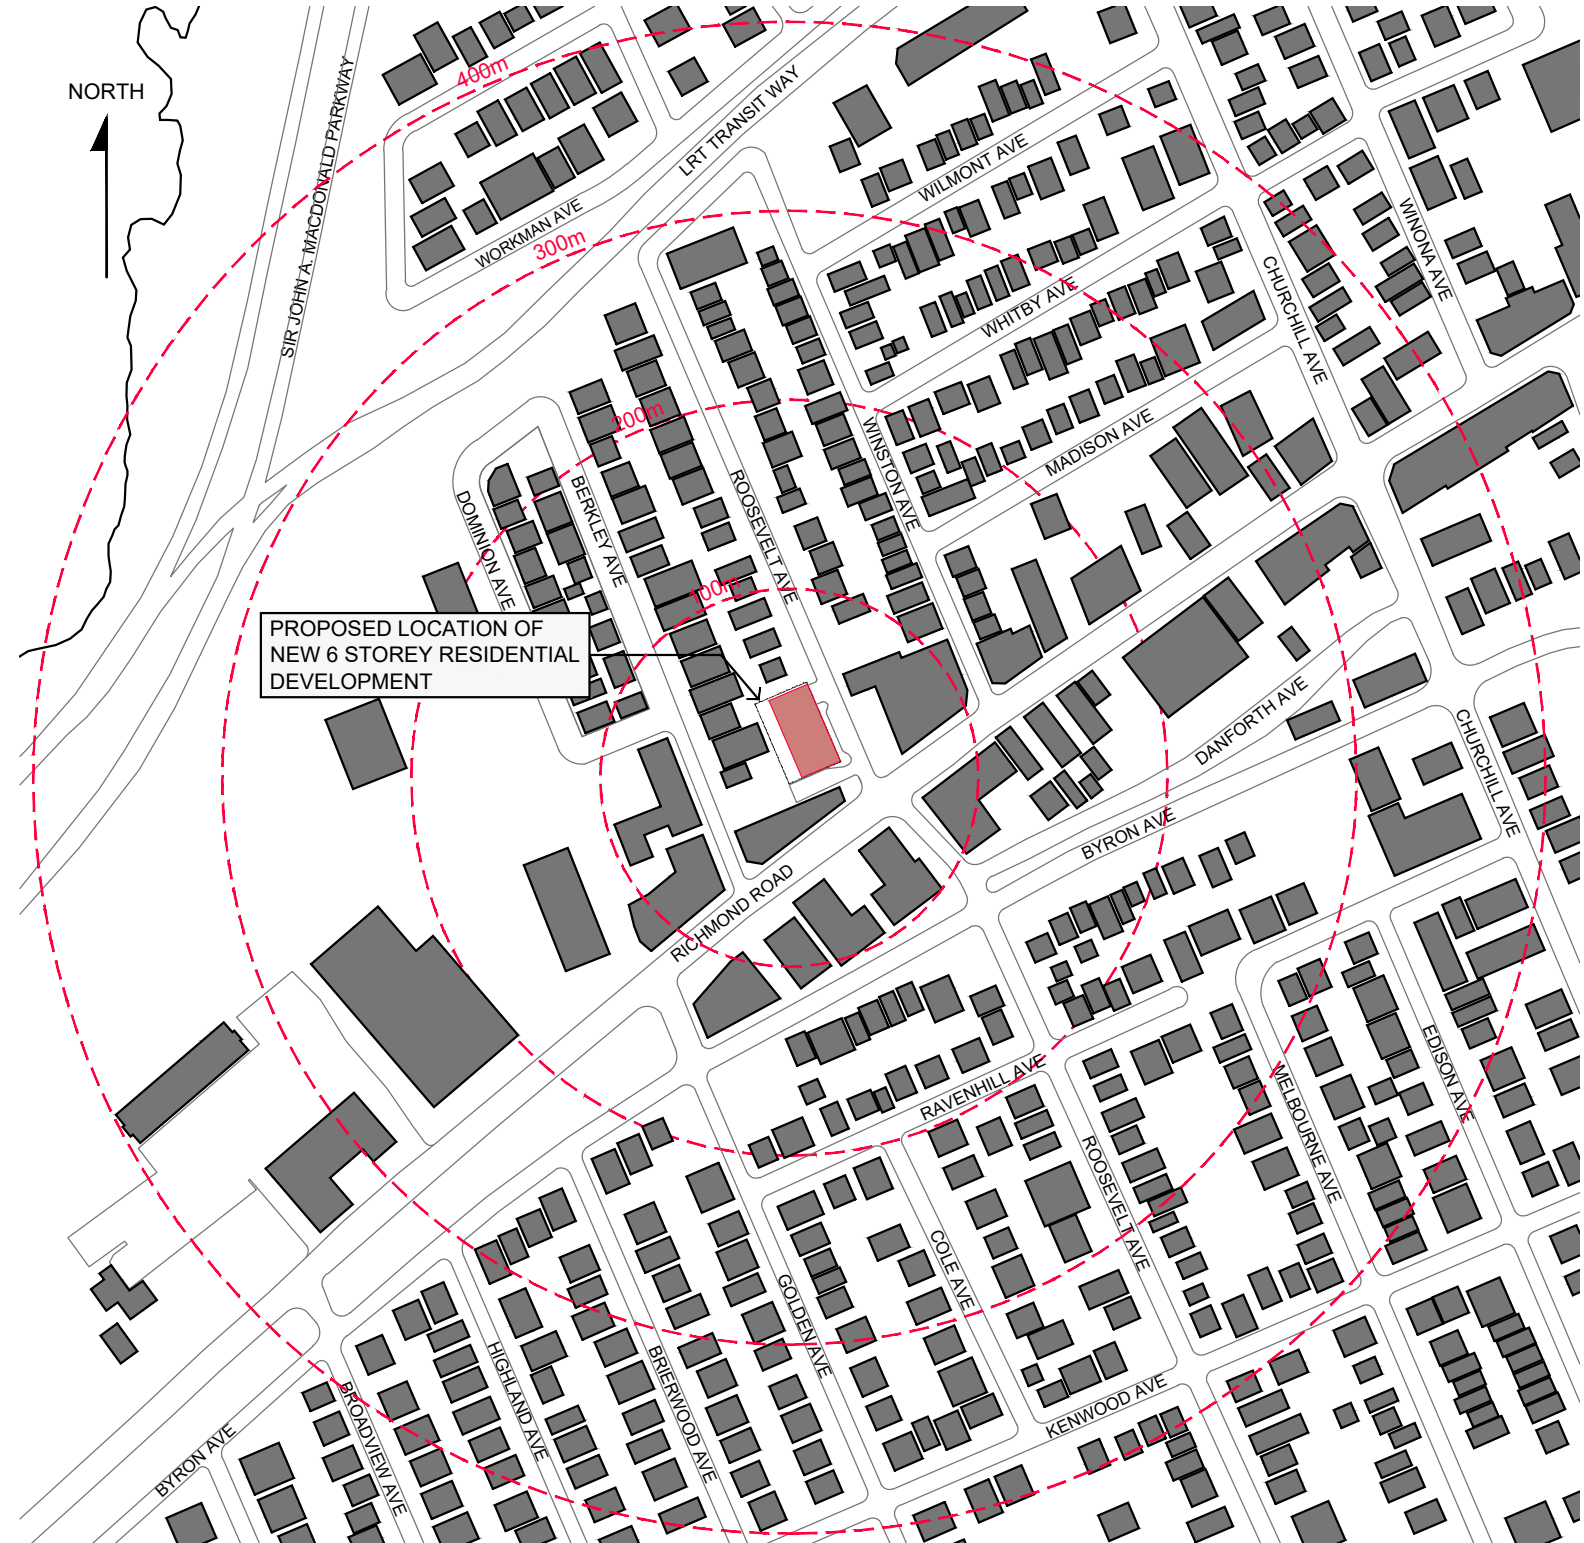 400m
NORTH
SIR JOHN A. MACDONALD PARKWAY
LRT TRANSIT WAY
WILMONT AVE
WORKMAN AVE
300m
WINONA AVE
CHURCHILL AVE
WHITBY AVE
200m
MADISON AVE
WINSTON AVE
ROOSEVELT AVE
BERKLEY AVE
DOMINION AVE
100m
PROPOSED LOCATION OF
NEW 6 STOREY RESIDENTIAL
DEVELOPMENT
DANFORTH AVE
CHURCHILL AVE
BYRON AVE
RICHMOND ROAD
RAVENHILL AVE
EDISON AVE
MELBOURNE AVE
ROOSEVELT AVE
COLE AVE
GOLDEN AVE
HIGHLAND AVE
BRIERWOOD AVE
KENWOOD AVE
BROADVIEW AVE
BYRON AVE